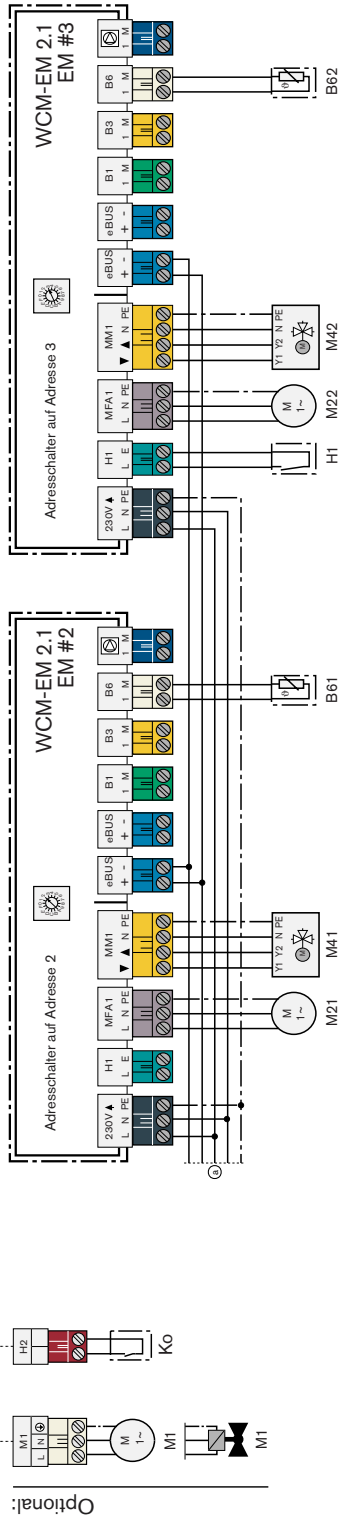 Optional:
M1
L N
M
1~
M1
M1
H2
Ko
WCM-EM 2.1
EM #2
Adressschalter auf Adresse 2
230V
L N PE
H1
L E
MFA1
L N PE
MM1
N PE
eBUS
+ -
eBUS
+ -
B1
1 M
B3
1 M
B6
1 M
1 M
a
M
1~
M21
Y1 Y2 N PE
M
M41
ϑ
B61
WCM-EM 2.1
EM #3
Adressschalter auf Adresse 3
230V
L N PE
H1
L E
MFA1
L N PE
MM1
N PE
eBUS
+ -
eBUS
+ -
B1
1 M
B3
1 M
B6
1 M
1 M
H1
M
1~
M22
Y1 Y2 N PE
M
M42
ϑ
B62